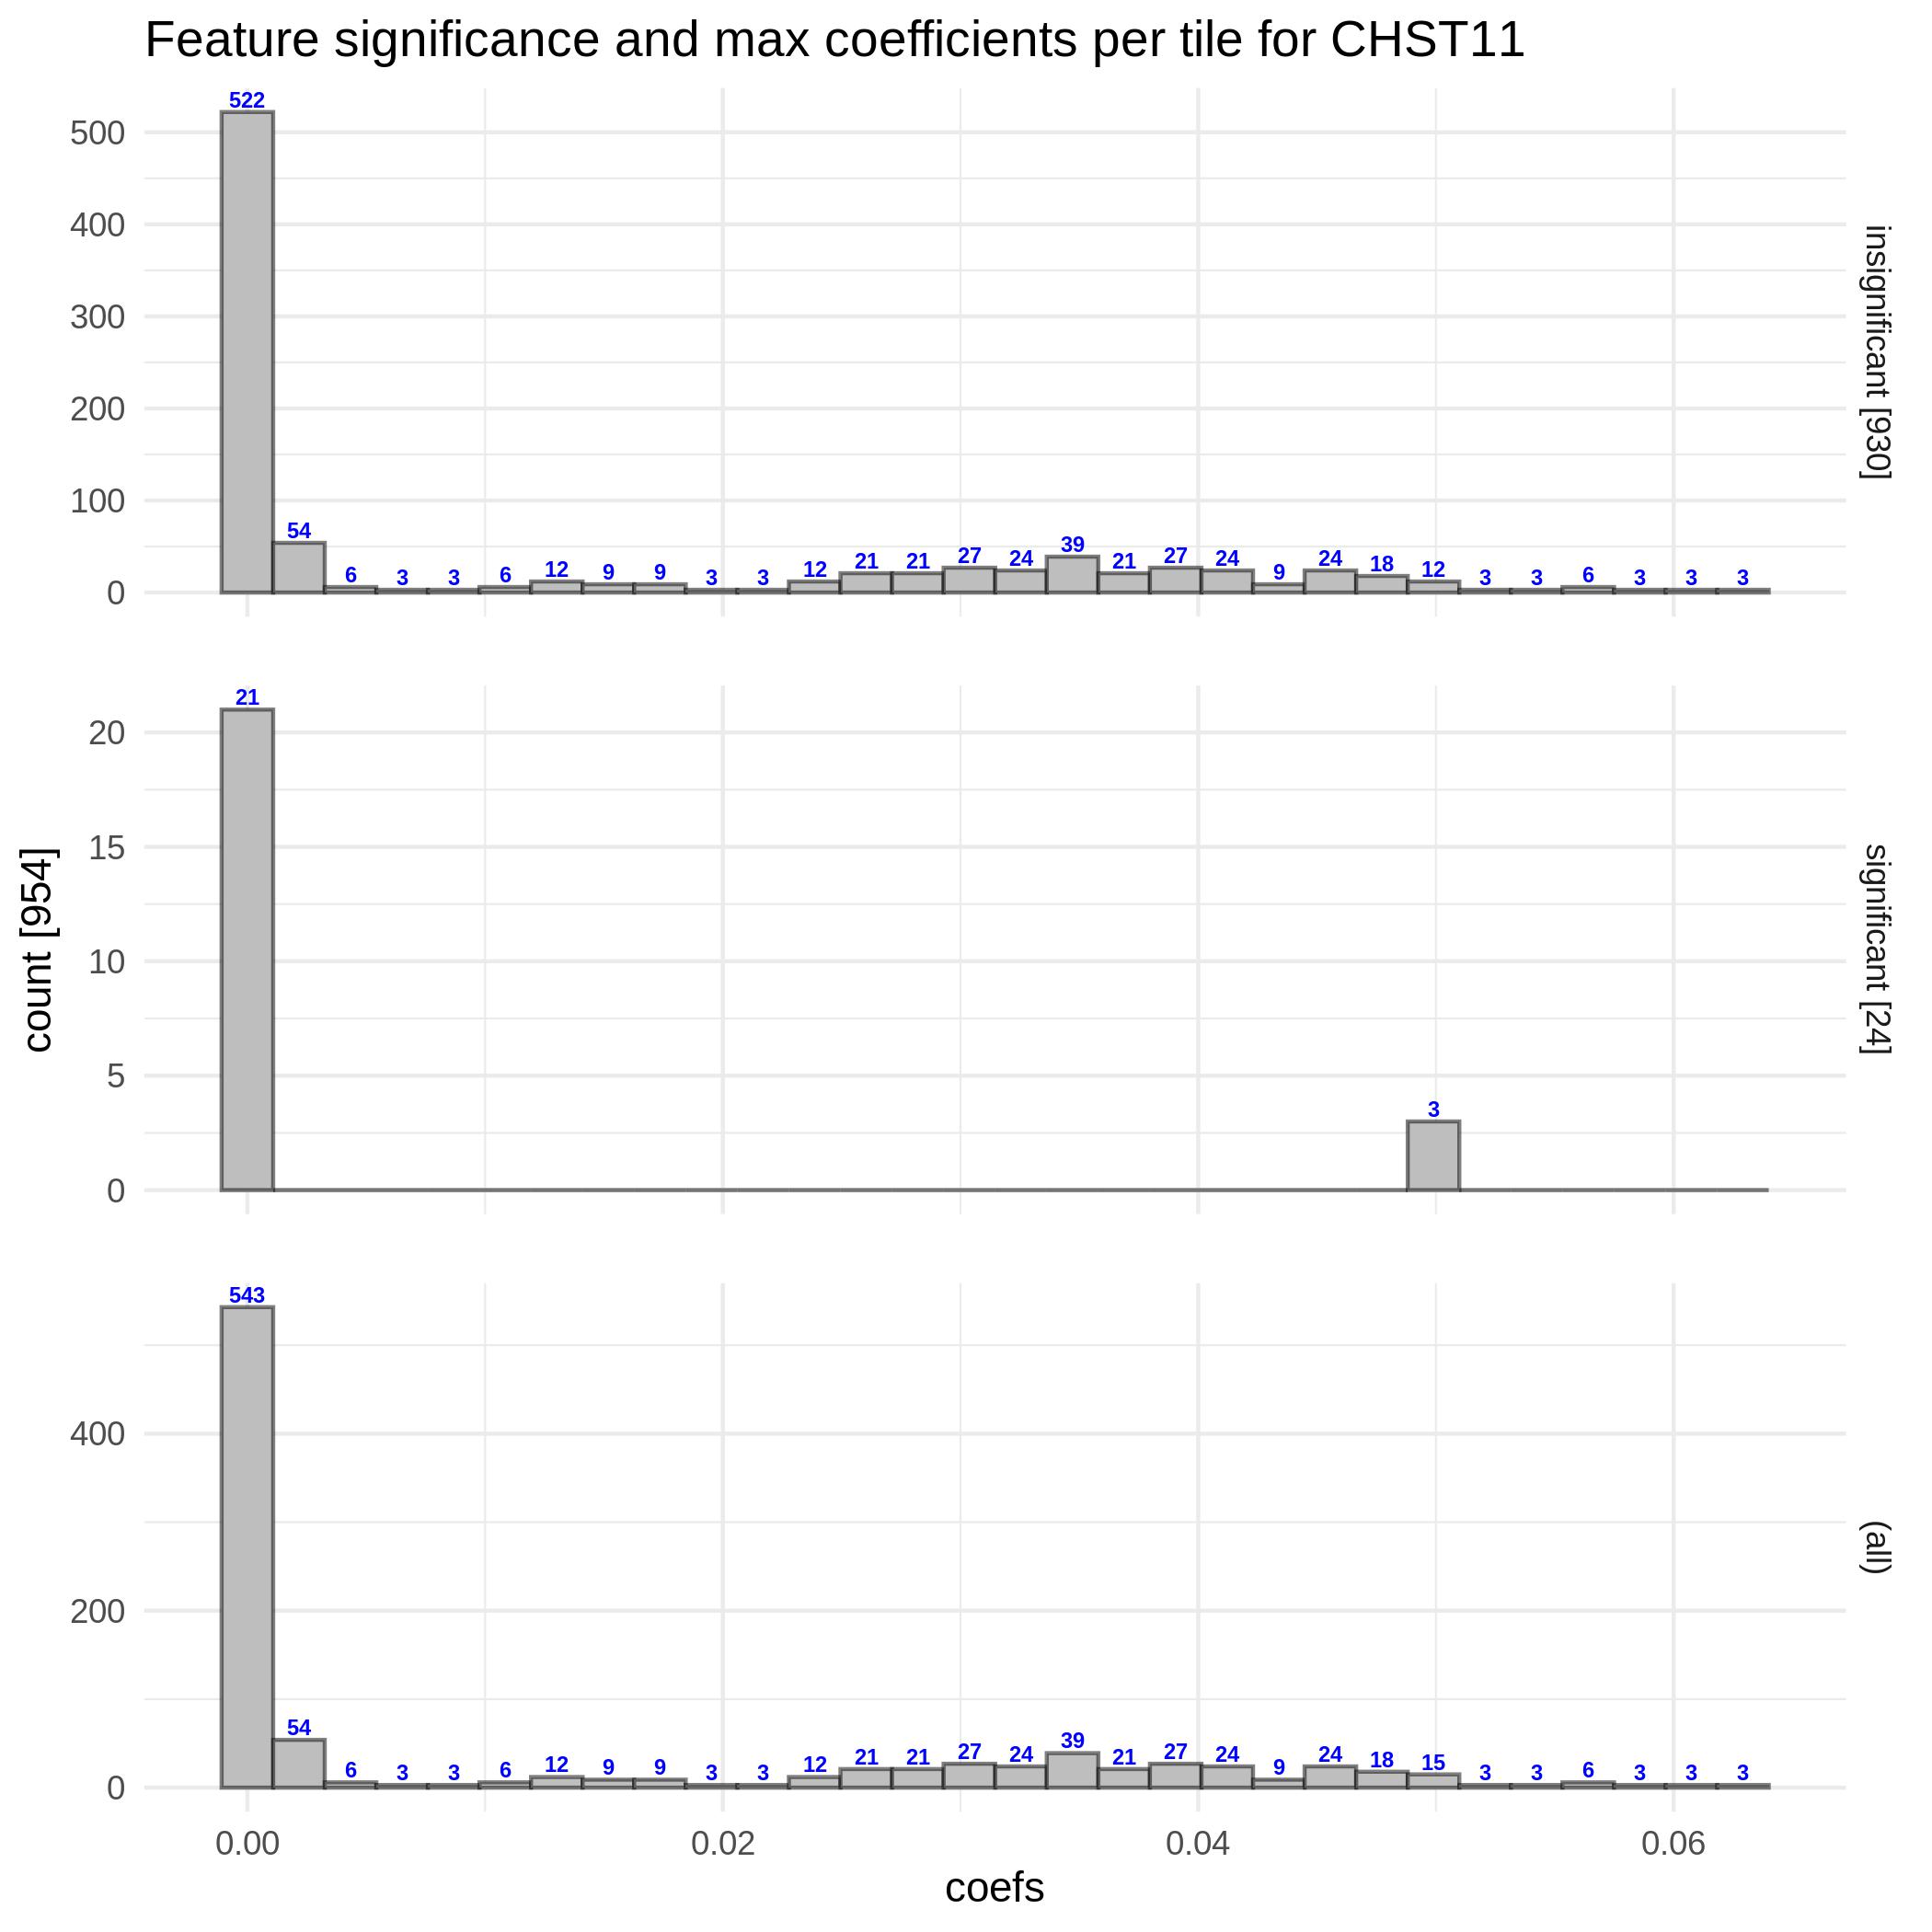 Feature significance and max coefficients per tile for CHST11
522
500
400
300
200
100
0
54 6 3 3 6 12 9 9 3 3 12 21 21 27 24 39 21 27 24 9 24 18 12 3 3 6 3 3 3
insignificant [930]
21
20
15
10
5
0
3
significant [24]
count [954]
543
400
200
0
54 6 3 3 6 12 9 9 3 3 12 21 21 27 24 39 21 27 24 9 24 18 15 3 3 6 3 3 3
(all)
0.00 0.02 0.04 0.06
coefs